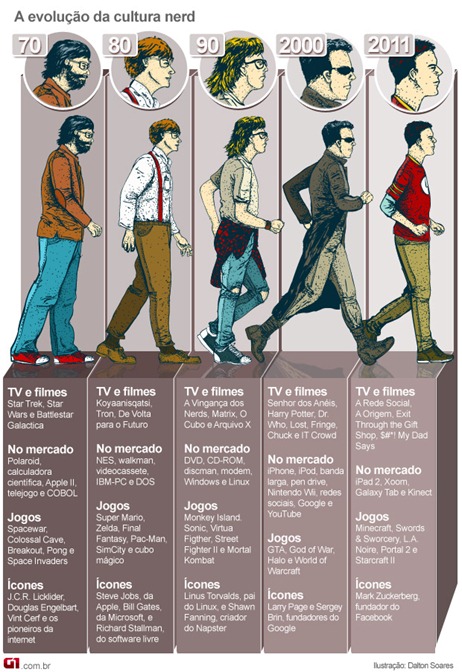 A evolução da cultura nerd
70
80
90
2000
2011
TV e filmes
Star Trek, Star
Wars e Battlestar
Galactica
No mercado
Polaroid,
calculadora
científica, Apple II,
telejogo e COBOL
Jogos
Spacewar,
Colossal Cave,
Breakout, Pong e
Space Invaders
Ícones
J.C.R. Licklider,
Douglas Engelbart,
Vint Cerf e os
pioneiros da
internet
TV e filmes
Koyaanisqatsi,
Tron, De Volta
para o Futuro
No mercado
NES, walkman,
videocassete,
IBM-PC e DOS
Jogos
Super Mario,
Zelda, Final
Fantasy, Pac-Man,
SimCity e cubo
mágico
Ícones
Steve Jobs, da
Apple, Bill Gates,
da Microsoft, e
Richard Stallman,
do software livre
TV e filmes
A Vingança dos
Nerds, Matrix, O
Cubo e Arquivo X
No mercado
DVD, CD-ROM,
discman, modem,
Windows e Linux
Jogos
Monkey Island.
Sonic, Virtua
Figther, Street
Fighter II e Mortal
Kombat
Ícones
Linus Torvalds, pai
do Linux, e Shawn
Fanning, criador
do Napster
TV e filmes
Senhor dos Anéis,
Harry Potter, Dr.
Who, Lost, Fringe,
Chuck e IT Crowd
No mercado
iPhone, iPod, banda
larga, pen drive,
Nintendo Wii, redes
sociais, Google e
YouTube
Jogos
GTA, God of War,
Halo e World of
Warcraft
Ícones
Larry Page e Sergey
Brin, fundadores do
Google
TV e filmes
A Rede Social,
A Origem, Exit
Through the Gift
Shop, $#*! My Dad
Says
No mercado
iPad 2, Xoom,
Galaxy Tab e Kinect
Jogos
Minecraft, Swords
& Sworcery, L.A.
Noire, Portal 2 e
Starcraft II
Ícones
Mark Zuckerberg,
fundador do
Facebook
G1 com.br
Ilustração: Dalton Soares